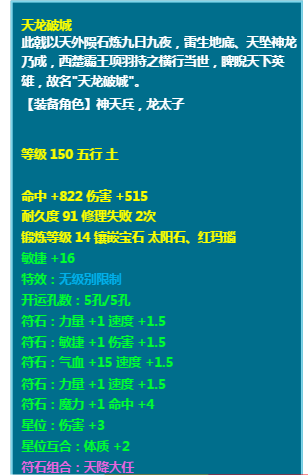 天龙破城
此戟以天外陨石炼九日九夜，雷生地底、天坠神龙
乃成，西楚霸王项羽持之横行当世，睥睨天下英
雄，故名"天龙破城"。
【装备角色】神天兵，龙太子
等级 150 五行 土
命中 +822 伤害 +515
耐久度 91 修理失败 2次
锻炼等级 14 镶嵌宝石 太阳石、红玛瑙
敏捷 +16
特效：无级别限制
开运孔数：5孔/5孔
符石：力量 +1 速度 +1.5
符石：敏捷 +1 伤害 +1.5
符石：气血 +15 速度 +1.5
符石：力量 +1 速度 +1.5
符石：魔力 +1 命中 +4
星位：伤害 +3
星位互合：体质 +2
符石组合：天降大任